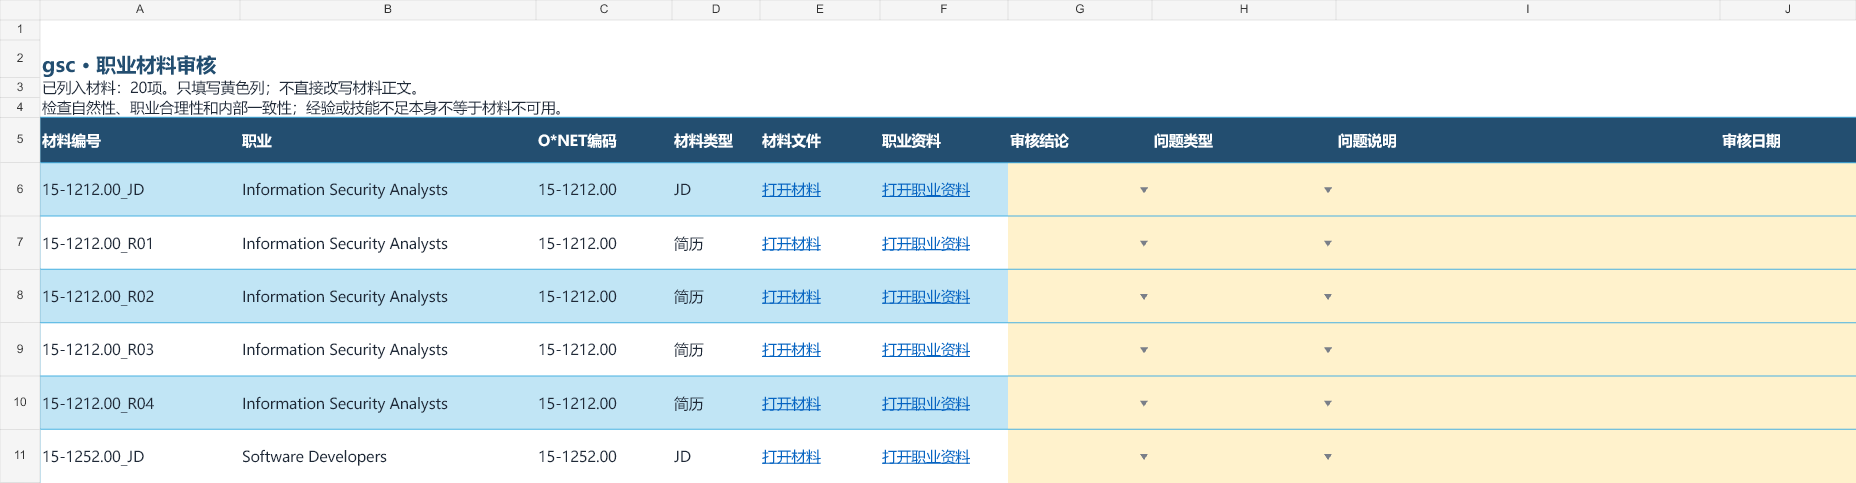 A B C D E F G H I J
1
2 gsc • 职业材料审核
3 已列入材料：20项。只填写黄色列；不直接改写材料正文。
4 检查自然性、职业合理性和内部一致性；经验或技能不足本身不等于材料不可用。
5 材料编号 职业 O*NET编码 材料类型 材料文件 职业资料 审核结论 问题类型 问题说明 审核日期
6 15-1212.00_JD Information Security Analysts 15-1212.00 JD 打开材料 打开职业资料
7 15-1212.00_R01 Information Security Analysts 15-1212.00 简历 打开材料 打开职业资料
8 15-1212.00_R02 Information Security Analysts 15-1212.00 简历 打开材料 打开职业资料
9 15-1212.00_R03 Information Security Analysts 15-1212.00 简历 打开材料 打开职业资料
10 15-1212.00_R04 Information Security Analysts 15-1212.00 简历 打开材料 打开职业资料
11 15-1252.00_JD Software Developers 15-1252.00 JD 打开材料 打开职业资料